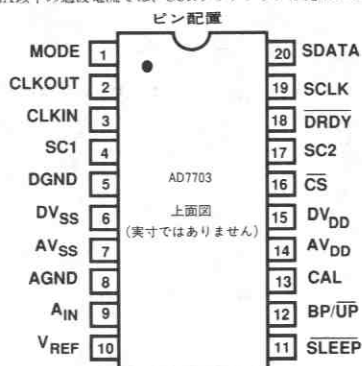 ピン配置
MODE 1
CLKOUT 2
CLKIN 3
SC1 4
DGND 5
DVSS 6
AVSS 7
AGND 8
AIN 9
VREF 10
20 SDATA
19 SCLK
18 DRDY
17 SC2
16 CS
15 DVDD
14 AVDD
13 CAL
12 BP/UP
11 SLEEP
AD7703
上面図
(実寸ではありません)